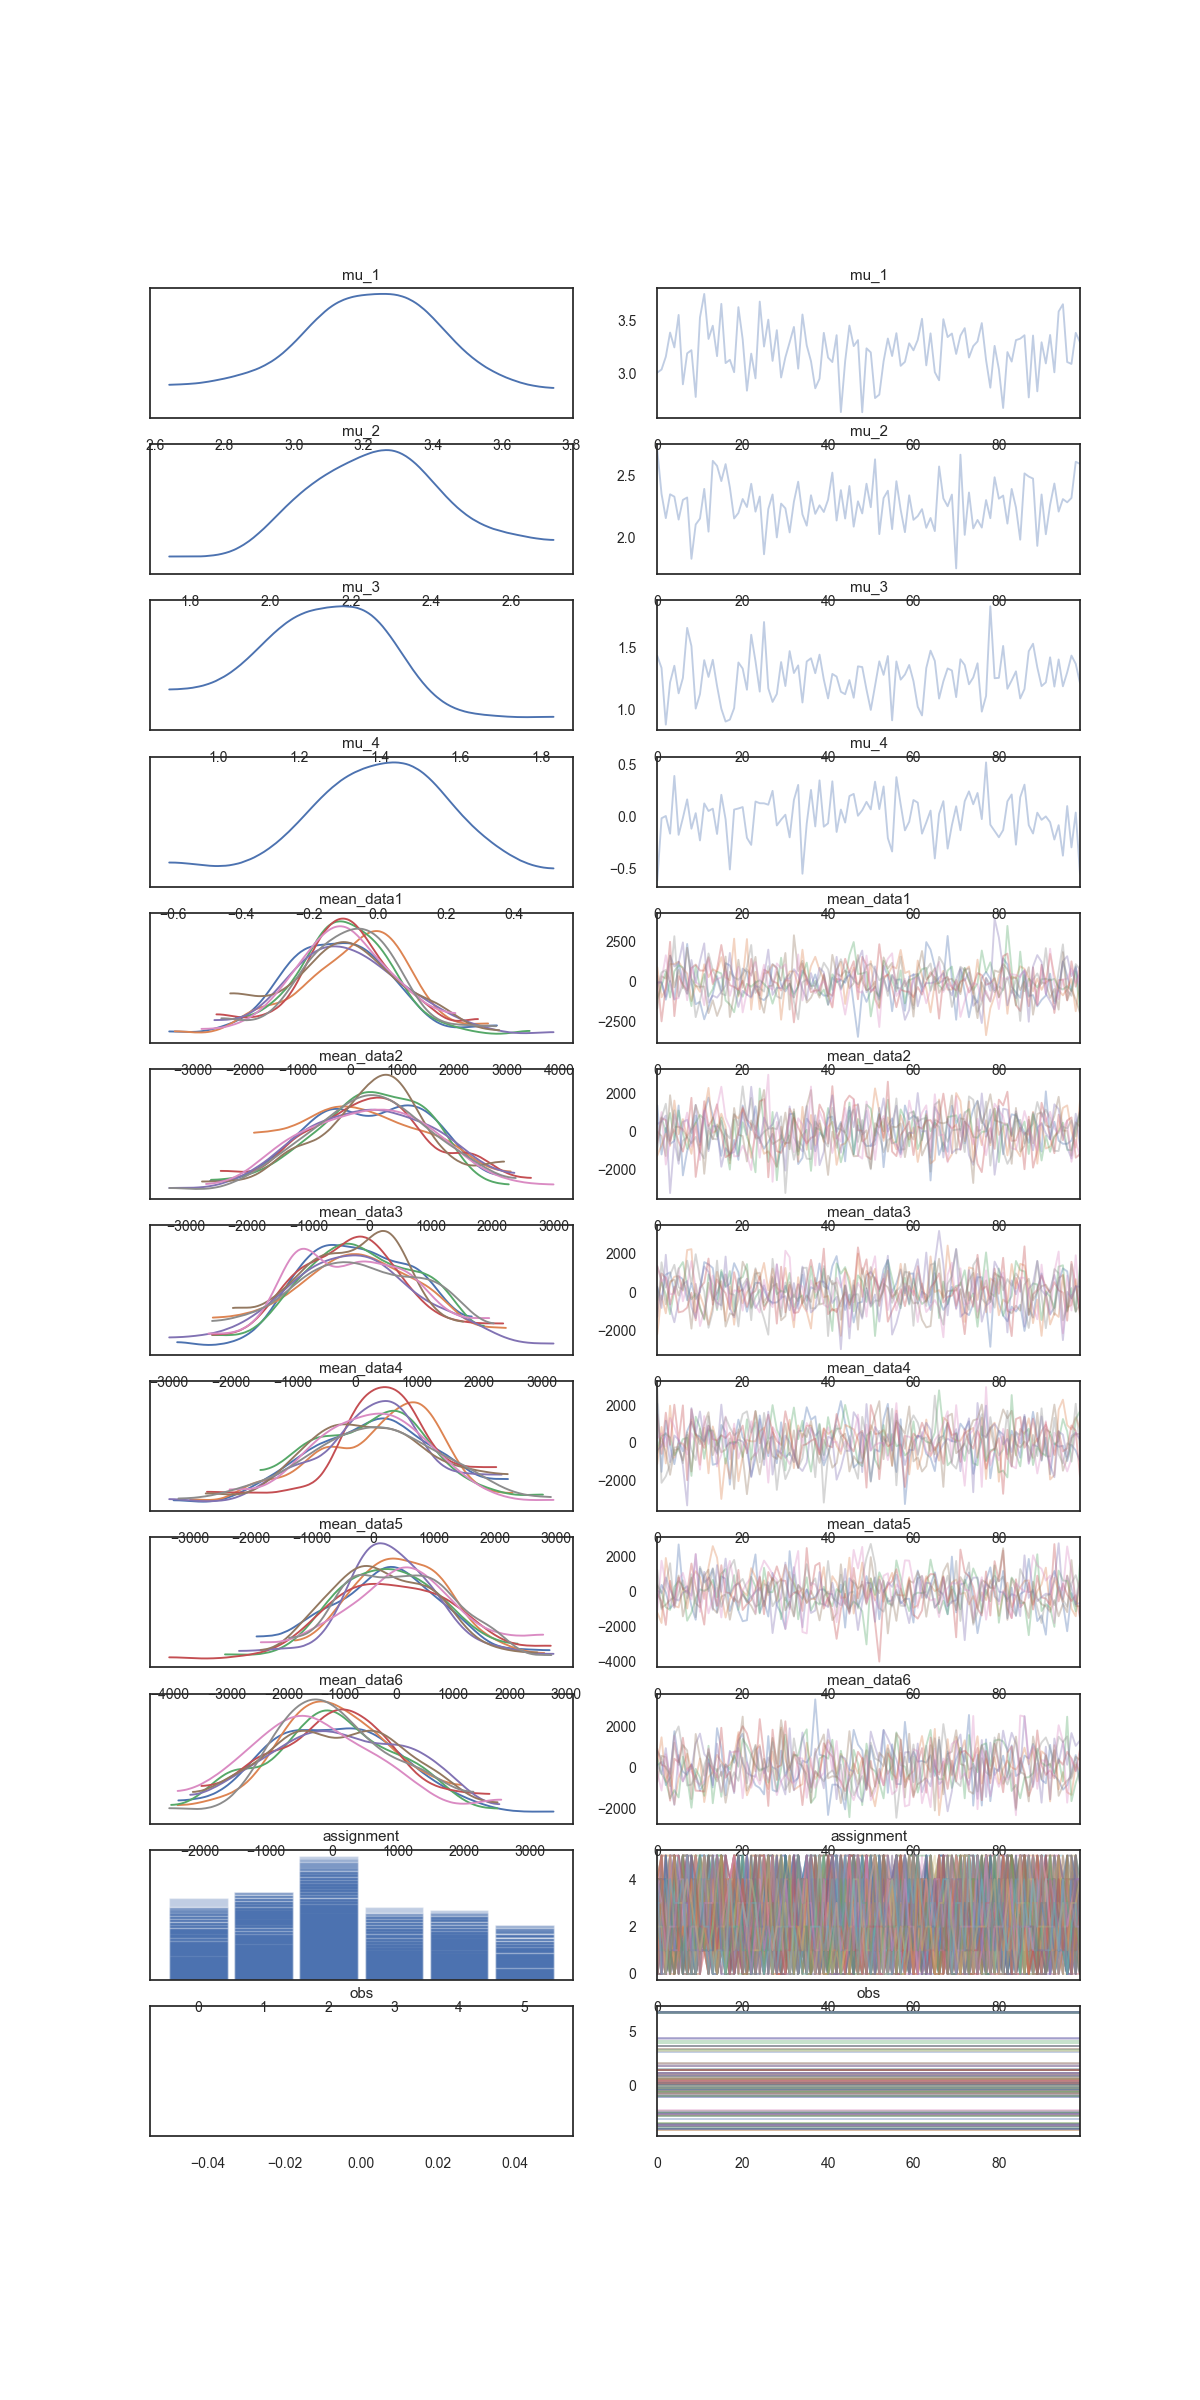 mu_1 mu_1
3.5
3.0
2.6 2.8 3.0 3.2 3.4 3.6 3.8 0 20 40 60 80
mu_2 mu_2
2.5
2.0
1.8 2.0 2.2 2.4 2.6 0 20 40 60 80
mu_3 mu_3
1.5
1.0
1.0 1.2 1.4 1.6 1.8 0 20 40 60 80
mu_4 mu_4
0.5
0.0
−0.5
−0.6 −0.4 −0.2 0.0 0.2 0.4 0 20 40 60 80
mean_data1 mean_data1
2500
0
−2500
−3000 −2000 −1000 0 1000 2000 3000 4000 0 20 40 60 80
mean_data2 mean_data2
2000
0
−2000
−3000 −2000 −1000 0 1000 2000 3000 0 20 40 60 80
mean_data3 mean_data3
2000
0
−2000
−3000 −2000 −1000 0 1000 2000 3000 0 20 40 60 80
mean_data4 mean_data4
2000
0
−2000
−3000 −2000 −1000 0 1000 2000 3000 0 20 40 60 80
mean_data5 mean_data5
2000
0
−2000
−4000
−4000 −3000 −2000 −1000 0 1000 2000 3000 0 20 40 60 80
mean_data6 mean_data6
2000
0
−2000
−2000 −1000 0 1000 2000 3000
assignment assignment
4
2
0
0 1 2 3 4 5 0 20 40 60 80
obs obs
5
0
−0.04 −0.02 0.00 0.02 0.04 0 20 40 60 80